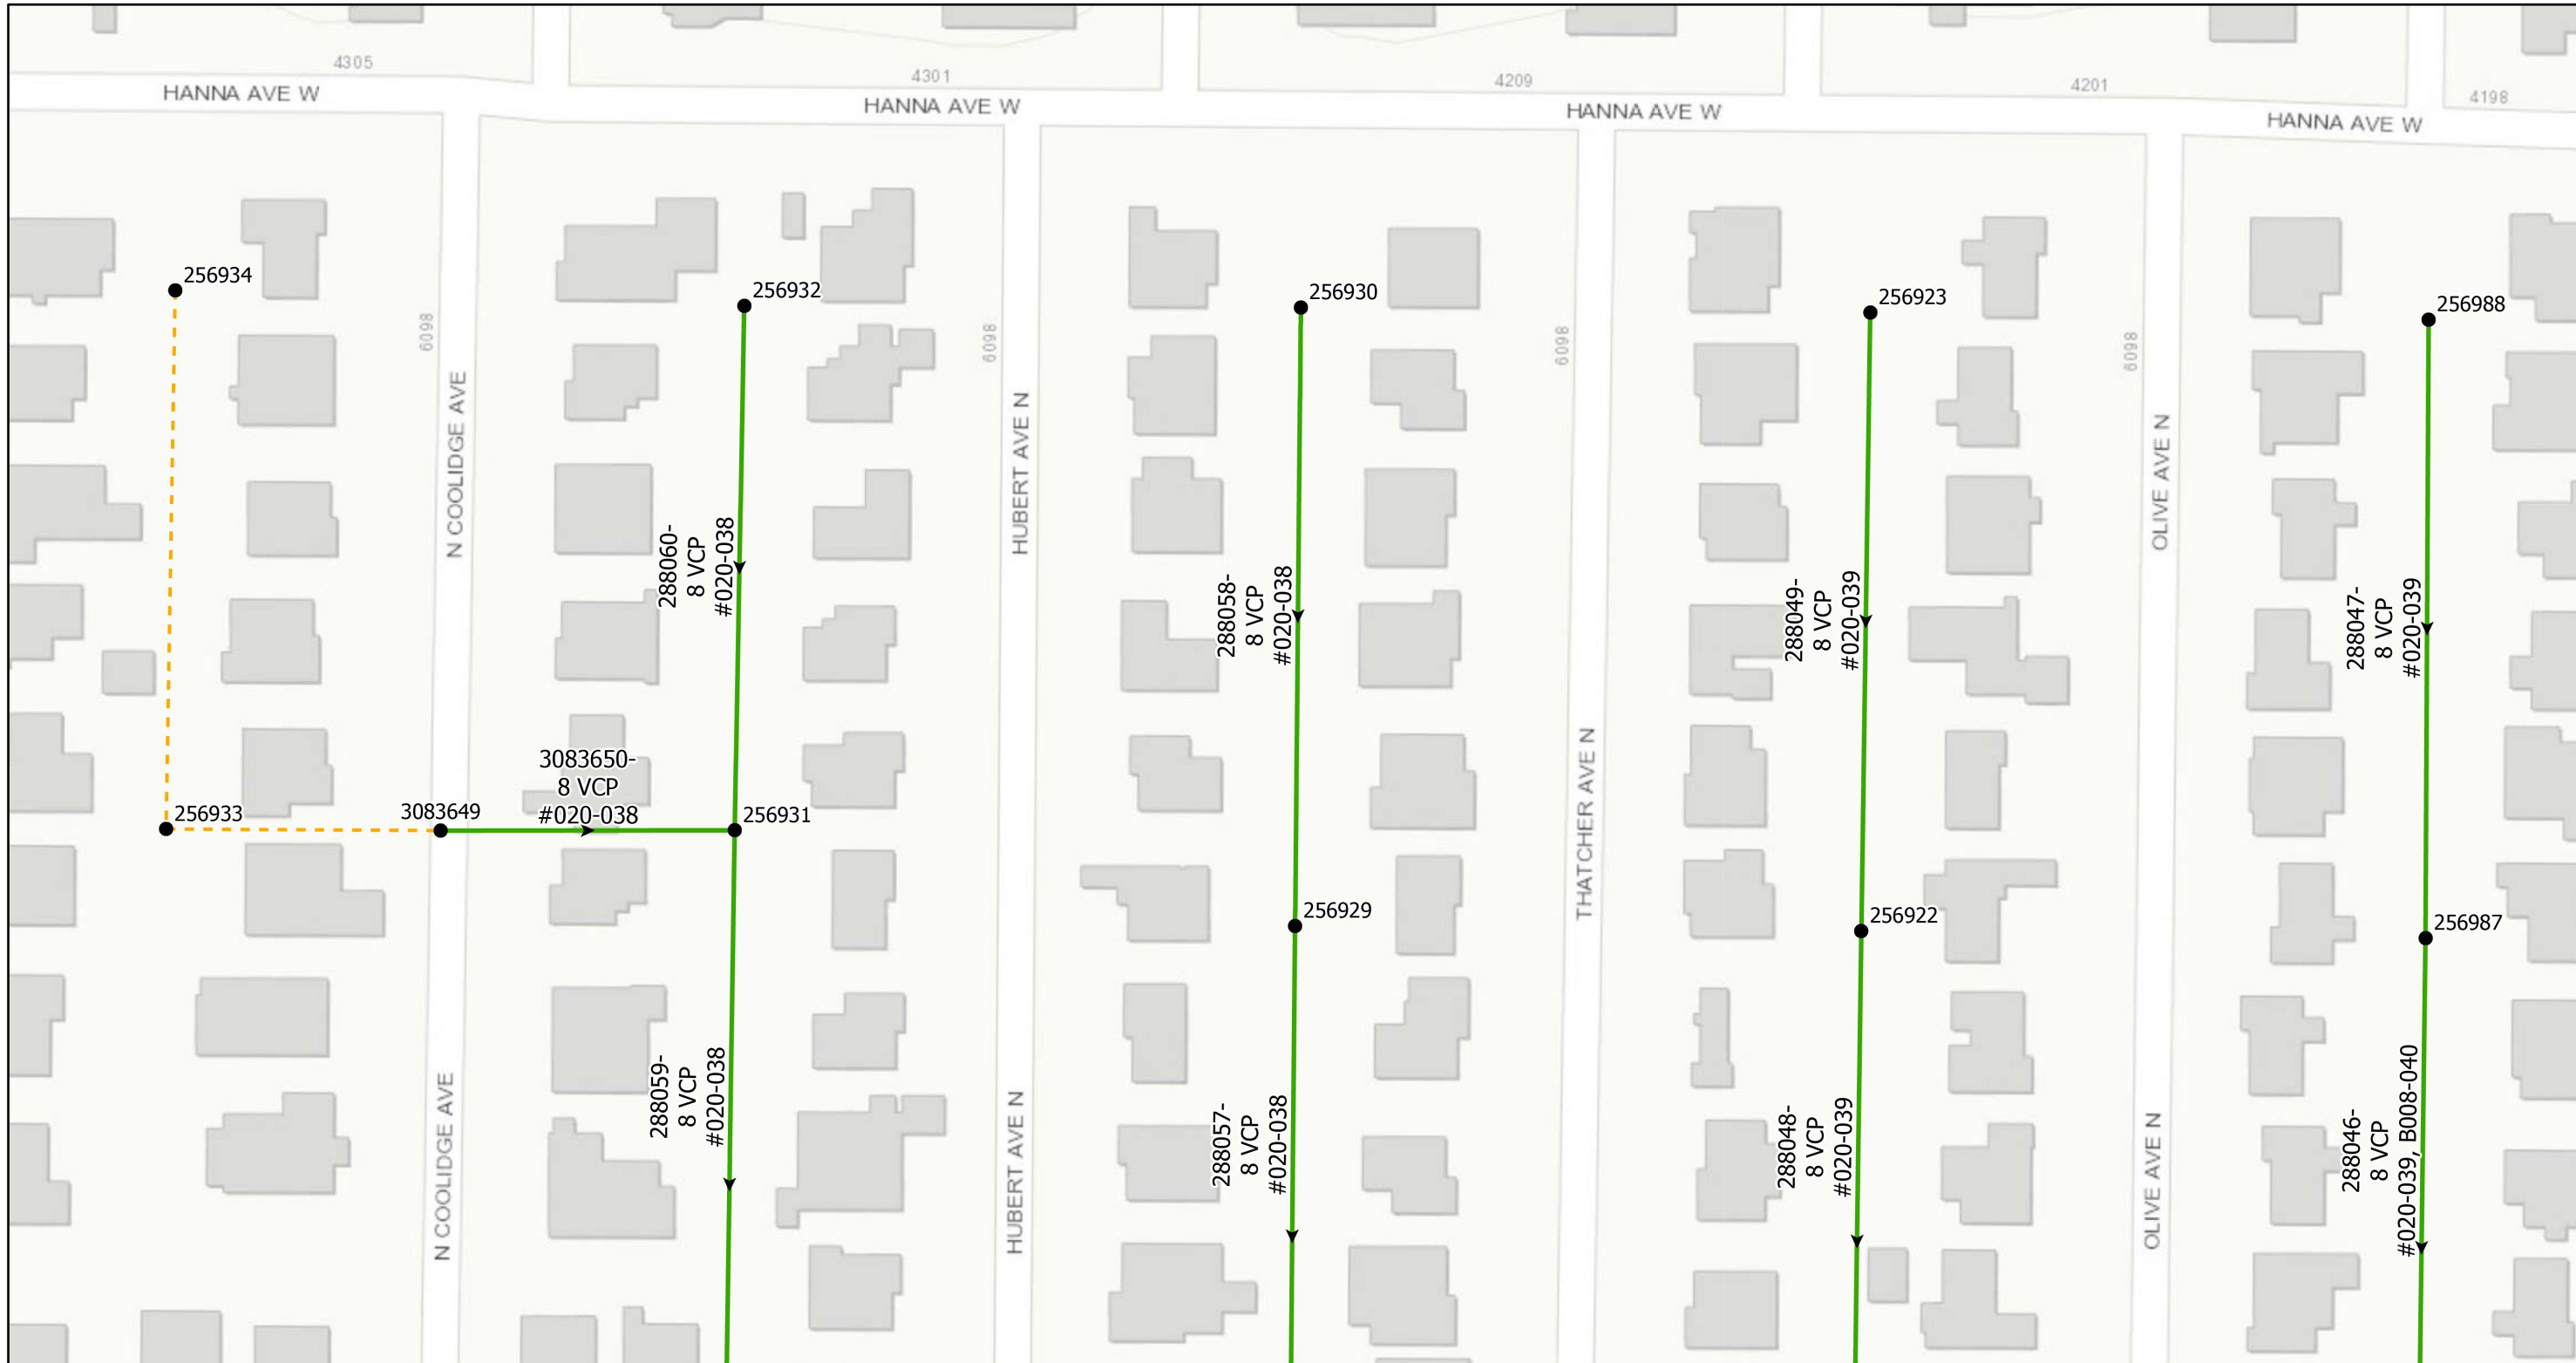 4305
4301
4209
4201
4198
HANNA AVE W
HANNA AVE W
HANNA AVE W
HANNA AVE W
256934
256932
256930
256923
256988
6098
6098
6098
6098
N COOLIDGE AVE
HUBERT AVE N
OLIVE AVE N
288060-
8 VCP
#020-038
288058-
8 VCP
#020-038
288049-
8 VCP
#020-039
288047-
8 VCP
#020-039
THATCHER AVE N
3083650-
8 VCP
#020-038
256933
3083649
256931
256929
256922
256987
N COOLIDGE AVE
288059-
8 VCP
#020-038
HUBERT AVE N
288057-
8 VCP
#020-038
288048-
8 VCP
#020-039
OLIVE AVE N
288046-
8 VCP
#020-039, B08-040